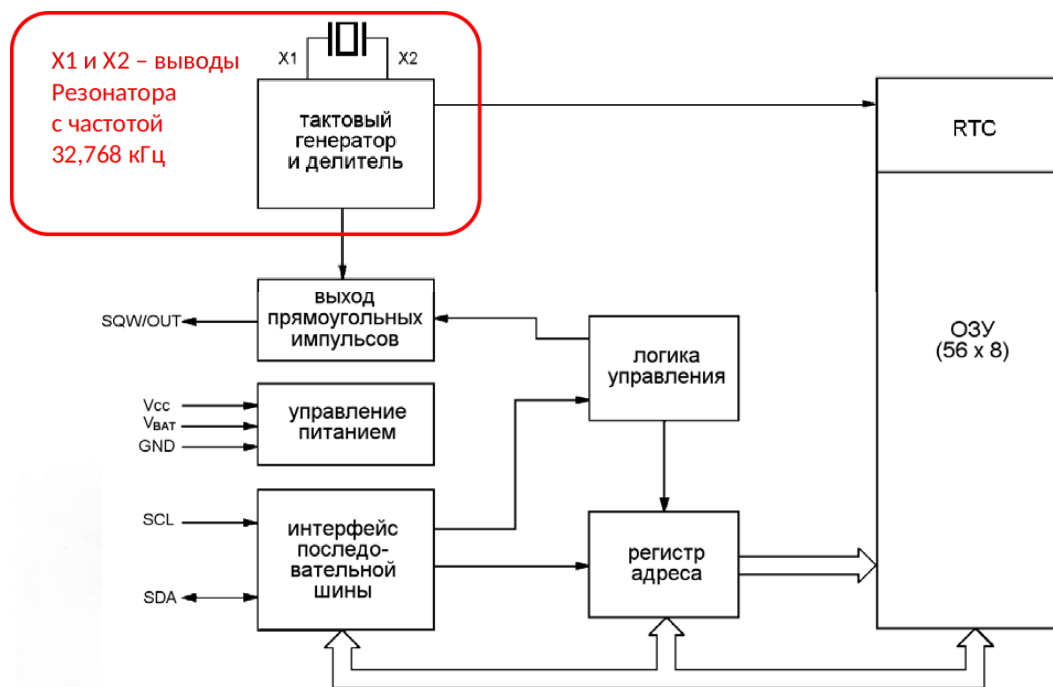 X1 и X2 – выводы
Резонатора
с частотой
32,768 кГц
X1
X2
тактовый
генератор
и делитель
RTC
SQW/OUT
выход
прямоугольных
импульсов
логика
управления
ОЗУ
(56 x 8)
Vcc
VBAT
GND
управление
питанием
SCL
SDA
интерфейс
последо-
вательной
шины
регистр
адреса